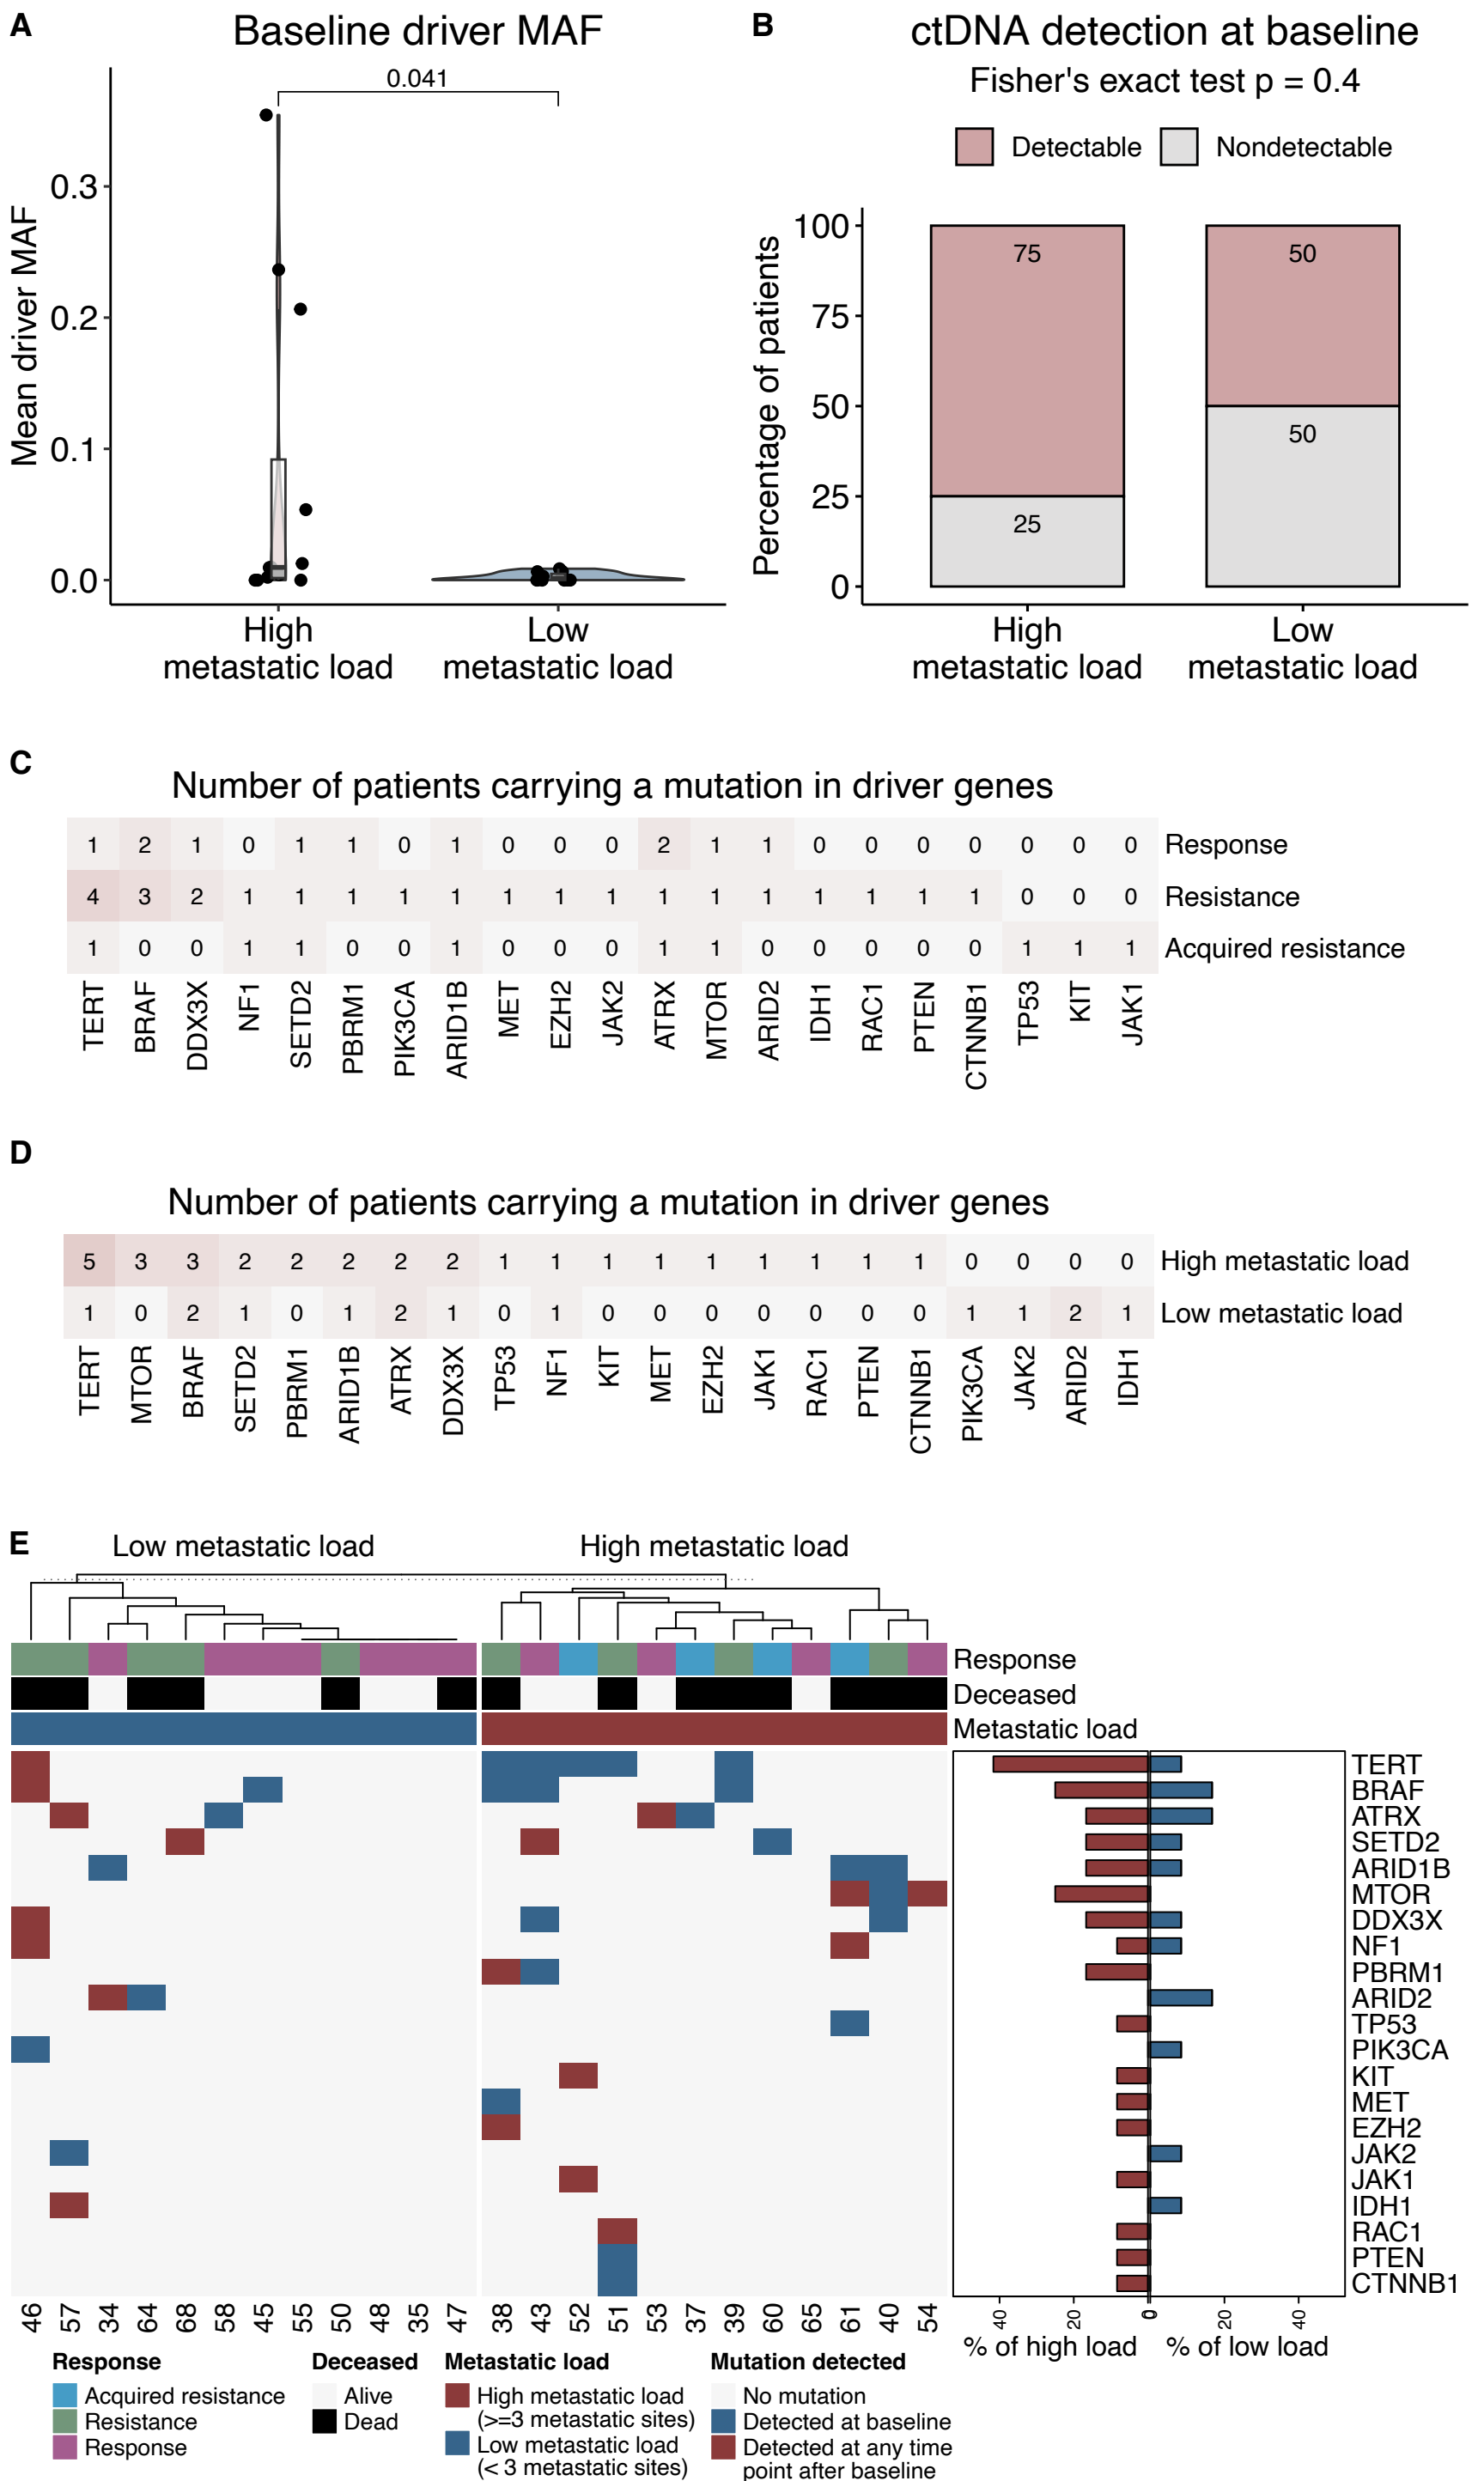 A
Baseline driver MAF
0.041
Mean driver MAF
0.3
0.2
0.1
0.0
High
metastatic load
Low
metastatic load
B
ctDNA detection at baseline
Fisher's exact test p = 0.4
Detectable
Nondetectable
Percentage of patients
100
75
50
25
0
75
25
50
50
High
metastatic load
Low
metastatic load
C
Number of patients carrying a mutation in driver genes
1 2 1 0 1 1 0 1 0 0 0 2 1 1 0 0 0 0 0 0 0 Response
4 3 2 1 1 1 1 1 1 1 1 1 1 1 1 1 1 1 0 0 0 Resistance
1 0 0 1 1 0 0 1 0 0 0 1 1 0 0 0 0 0 1 1 1 Acquired resistance
TERT BRAF DDX3X NF1 SETD2 PBRM1 PIK3CA ARID1B MET EZH2 JAK2 ATRX MTOR ARID2 IDH1 RAC1 PTEN CTNNB1 TP53 KIT JAK1
D
Number of patients carrying a mutation in driver genes
5 3 3 2 2 2 2 2 1 1 1 1 1 1 1 1 1 0 0 0 0 High metastatic load
1 0 2 1 0 1 2 1 0 1 0 0 0 0 0 0 0 1 1 2 1 Low metastatic load
TERT MTOR BRAF SETD2 PBRM1 ARID1B ATRX DDX3X TP53 NF1 KIT MET EZH2 JAK1 RAC1 PTEN CTNNB1 PIK3CA JAK2 ARID2 IDH1
E
Low metastatic load
High metastatic load
Response
Deceased
Metastatic load
TERT
BRAF
ATRX
SETD2
ARID1B
MTOR
DDX3X
NF1
PBRM1
ARID2
TP53
PIK3CA
KIT
MET
EZH2
JAK2
JAK1
IDH1
RAC1
PTEN
CTNNB1
46 57 34 64 68 58 45 55 50 48 35 47 38 43 52 51 53 37 39 60 65 61 40 54
40 20 0 0 20 40
% of high load
% of low load
Response
Acquired resistance
Resistance
Response
Deceased
Alive
Dead
Metastatic load
High metastatic load
(>=3 metastatic sites)
Low metastatic load
(< 3 metastatic sites)
Mutation detected
No mutation
Detected at baseline
Detected at any time
point after baseline